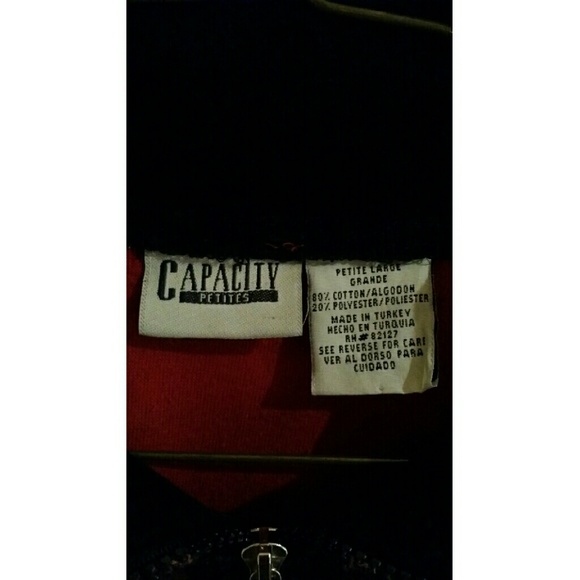 CAPACITY
PETITES
PETITE LARGE
GRANDE
80% COTTON/ALGODON
20% POLYESTER/POLIESTER
MADE IN TURKEY
HECHO EN TURQUIA
RN# 82127
SEE REVERSE FOR CARE
VER AL DORSO PARA
CUIDADO